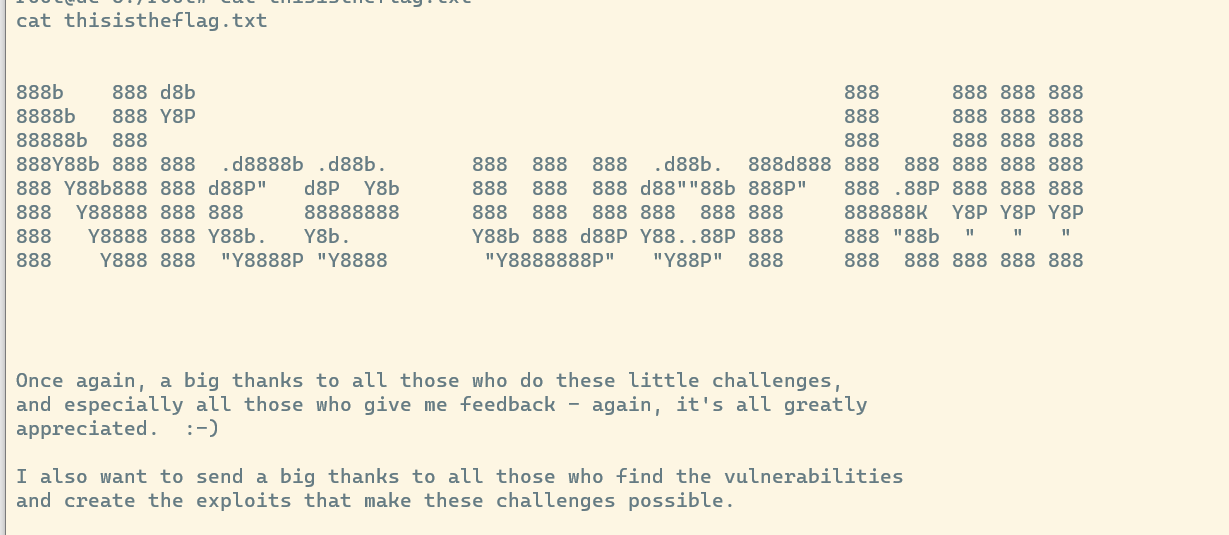 root@dc-6:/root# cat thisistheflag.txt
cat thisistheflag.txt
888b    888 d8b                                                      888      888 888 888
8888b   888 Y8P                                                      888      888 888 888
88888b  888                                                          888      888 888 888
888Y88b 888 888  .d8888b .d88b.       888  888  888  .d88b.  888d888 888  888 888 888 888
888 Y88b888 888 d88P"   d8P  Y8b      888  888  888 d88""88b 888P"   888 .88P 888 888 888
888  Y88888 888 888     88888888      888  888  888 888  888 888     888888K  Y8P Y8P Y8P
888   Y8888 888 Y88b.   Y8b.          Y88b 888 d88P Y88..88P 888     888 "88b  "   "   "
888    Y888 888  "Y8888P "Y8888        "Y8888888P"   "Y88P"  888     888  888 888 888 888
Once again, a big thanks to all those who do these little challenges,
and especially all those who give me feedback - again, it's all greatly
appreciated.  :-)
I also want to send a big thanks to all those who find the vulnerabilities
and create the exploits that make these challenges possible.